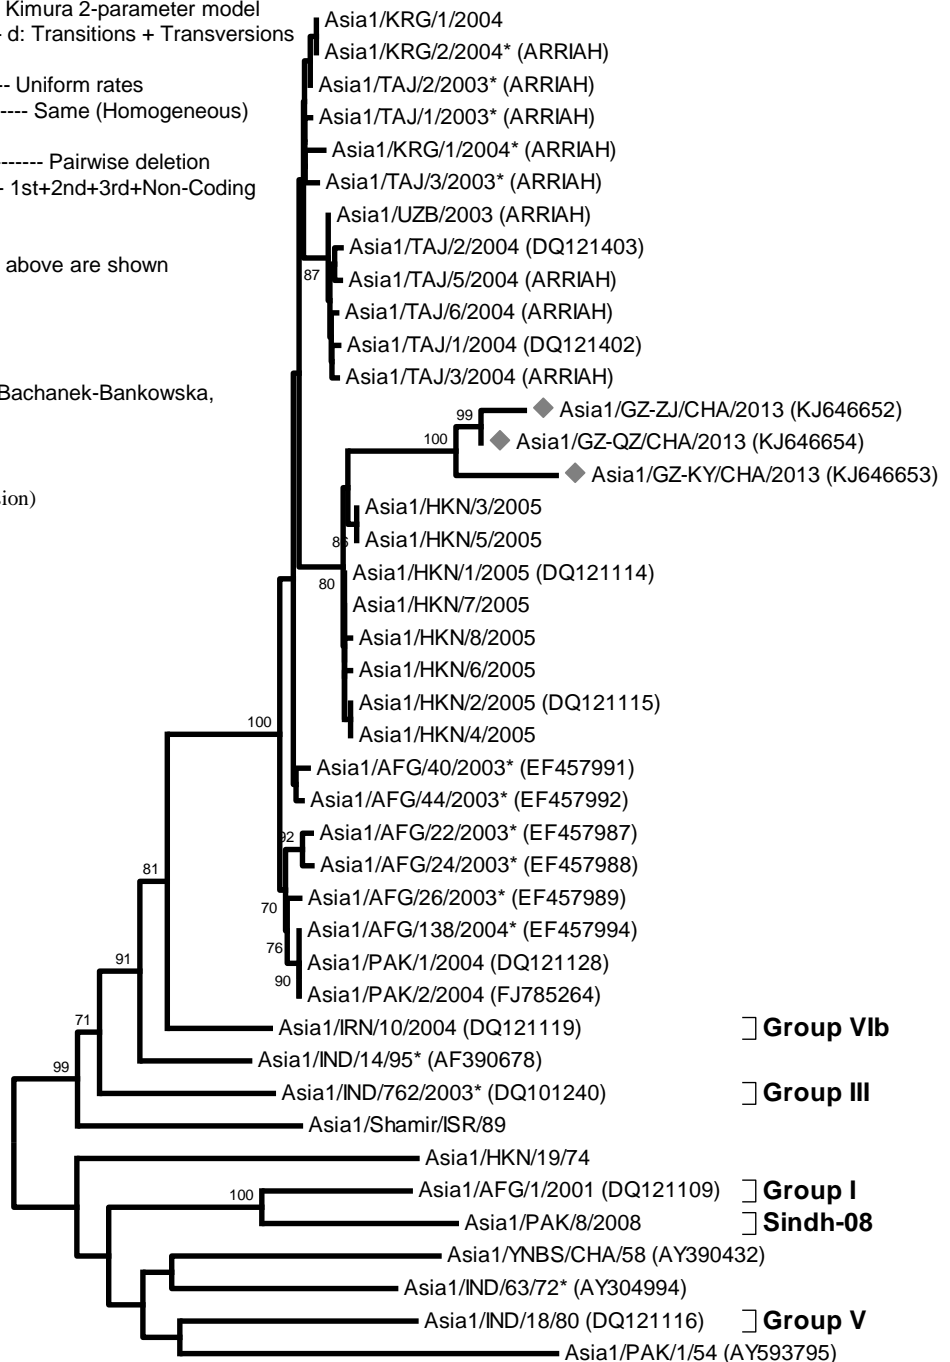 Kimura 2-parameter model
- d: Transitions + Transversions
-- Uniform rates
---- Same (Homogeneous)
------- Pairwise deletion
- 1st+2nd+3rd+Non-Coding
above are shown
Bachanek-Bankowska,
sion)
Asia1/KRG/1/2004
Asia1/KRG/2/2004* (ARRIAH)
Asia1/TAJ/2/2003* (ARRIAH)
Asia1/TAJ/1/2003* (ARRIAH)
Asia1/KRG/1/2004* (ARRIAH)
Asia1/TAJ/3/2003* (ARRIAH)
Asia1/UZB/2003 (ARRIAH)
Asia1/TAJ/2/2004 (DQ121403)
87
Asia1/TAJ/5/2004 (ARRIAH)
Asia1/TAJ/6/2004 (ARRIAH)
Asia1/TAJ/1/2004 (DQ121402)
Asia1/TAJ/3/2004 (ARRIAH)
99
Asia1/GZ-ZJ/CHA/2013 (KJ646652)
100
Asia1/GZ-QZ/CHA/2013 (KJ646654)
Asia1/GZ-KY/CHA/2013 (KJ646653)
Asia1/HKN/3/2005
86
Asia1/HKN/5/2005
80
Asia1/HKN/1/2005 (DQ121114)
Asia1/HKN/7/2005
Asia1/HKN/8/2005
Asia1/HKN/6/2005
Asia1/HKN/2/2005 (DQ121115)
100
Asia1/HKN/4/2005
Asia1/AFG/40/2003* (EF457991)
Asia1/AFG/44/2003* (EF457992)
92
Asia1/AFG/22/2003* (EF457987)
81
Asia1/AFG/24/2003* (EF457988)
70
Asia1/AFG/26/2003* (EF457989)
76
Asia1/AFG/138/2004* (EF457994)
91
Asia1/PAK/1/2004 (DQ121128)
90
Asia1/PAK/2/2004 (FJ785264)
71
Asia1/IRN/10/2004 (DQ121119) Group VIb
99
Asia1/IND/14/95* (AF390678)
Asia1/IND/762/2003* (DQ101240) Group III
Asia1/Shamir/ISR/89
Asia1/HKN/19/74
100
Asia1/AFG/1/2001 (DQ121109) Group I
Asia1/PAK/8/2008 Sindh-08
Asia1/YNBS/CHA/58 (AY390432)
Asia1/IND/63/72* (AY304994)
Asia1/IND/18/80 (DQ121116) Group V
Asia1/PAK/1/54 (AY593795)